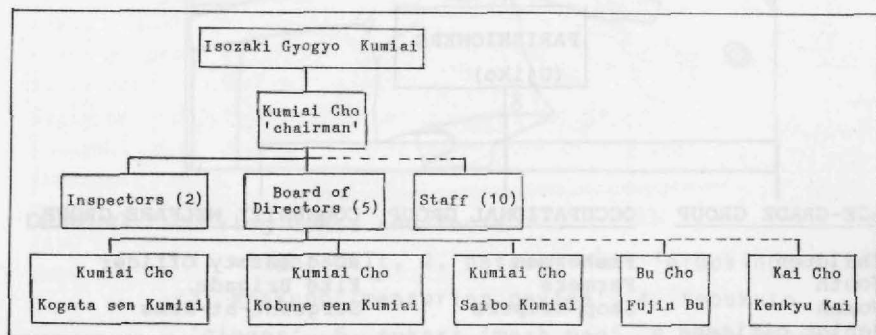 Isozaki Gyogyo Kumiai
Kumiai Cho
'chairman'
Inspectors (2)
Board of
Directors (5)
Staff (10)
Kumiai Cho
Kogata sen Kumiai
Kumiai Cho
Kobune sen Kumiai
Kumiai Cho
Saibo Kumiai
Bu Cho
Fujin Bu
Kai Cho
Kenkyu Kai